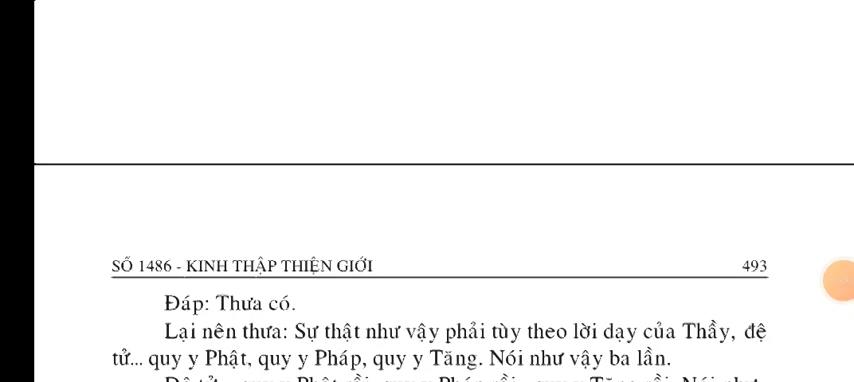 SỐ 1486 - KINH THẬP THIỆN GIỚI 493
Đáp: Thưa có.
Lại nên thưa: Sự thật như vậy phải tùy theo lời dạy của Thầy, đệ
tử... quy y Phật, quy y Pháp, quy y Tăng. Nói như vậy ba lần.